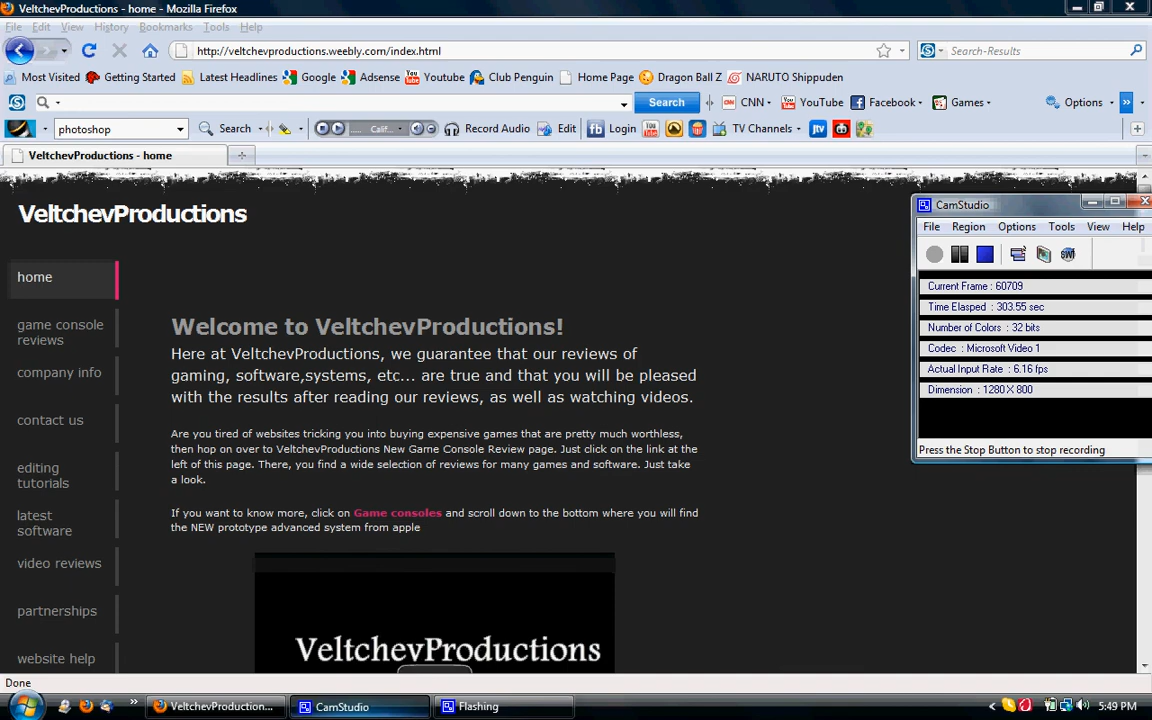 VeltchevProductions - home - Mozilla Firefox
File Edit View History Bookmarks Tools Help
http://veltchevproductions.weebly.com/index.html
Search-Results
Most Visited Getting Started Latest Headlines Google Adsense Youtube Club Penguin Home Page Dragon Ball Z NARUTO Shippuden
Search CNN YouTube Facebook Games Options »
photoshop Search .... Calif... Record Audio Edit fb Login TV Channels jtv
VeltchevProductions - home
VeltchevProductions
home
game console
reviews
company info
contact us
editing
tutorials
latest
software
video reviews
partnerships
website help
Welcome to VeltchevProductions!
Here at VeltchevProductions, we guarantee that our reviews of
gaming, software,systems, etc... are true and that you will be pleased
with the results after reading our reviews, as well as watching videos.
Are you tired of websites tricking you into buying expensive games that are pretty much worthless,
then hop on over to VeltchevProductions New Game Console Review page. Just click on the link at the
left of this page. There, you find a wide selection of reviews for many games and software. Just take
a look.
If you want to know more, click on Game consoles and scroll down to the bottom where you will find
the NEW prototype advanced system from apple
VeltchevProductions
CamStudio
File Region Options Tools View Help
Current Frame : 60709
Time Elasped : 303.55 sec
Number of Colors : 32 bits
Codec : Microsoft Video 1
Actual Input Rate : 6.16 fps
Dimension : 1280 X 800
Press the Stop Button to stop recording
Done
» VeltchevProduction... CamStudio Flashing < 5:49 PM